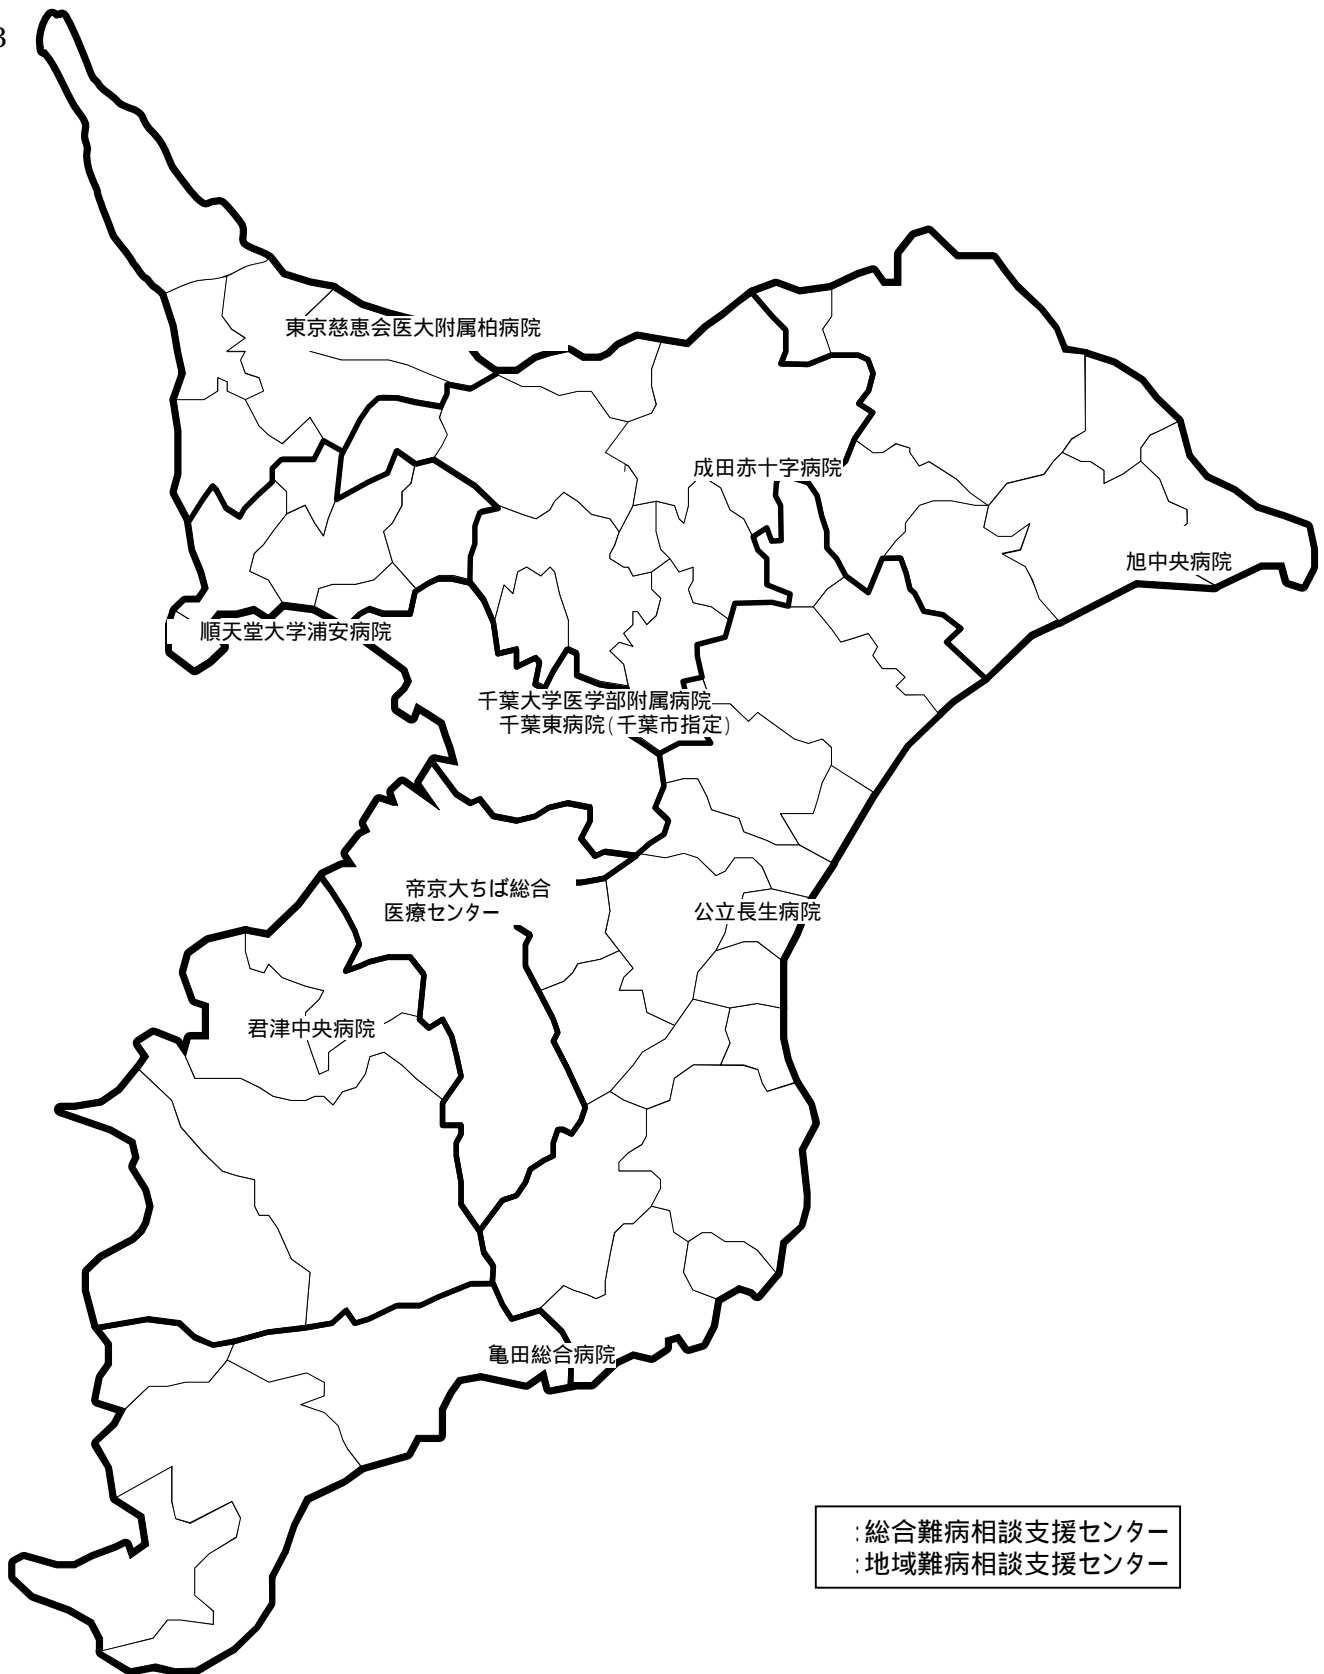 3
東京慈恵会医大附属柏病院
成田赤十字病院
旭中央病院
順天堂大学浦安病院
千葉大学医学部附属病院
千葉東病院(千葉市指定)
帝京大ちば総合
医療センター
公立長生病院
君津中央病院
亀田総合病院
:総合難病相談支援センター
:地域難病相談支援センター